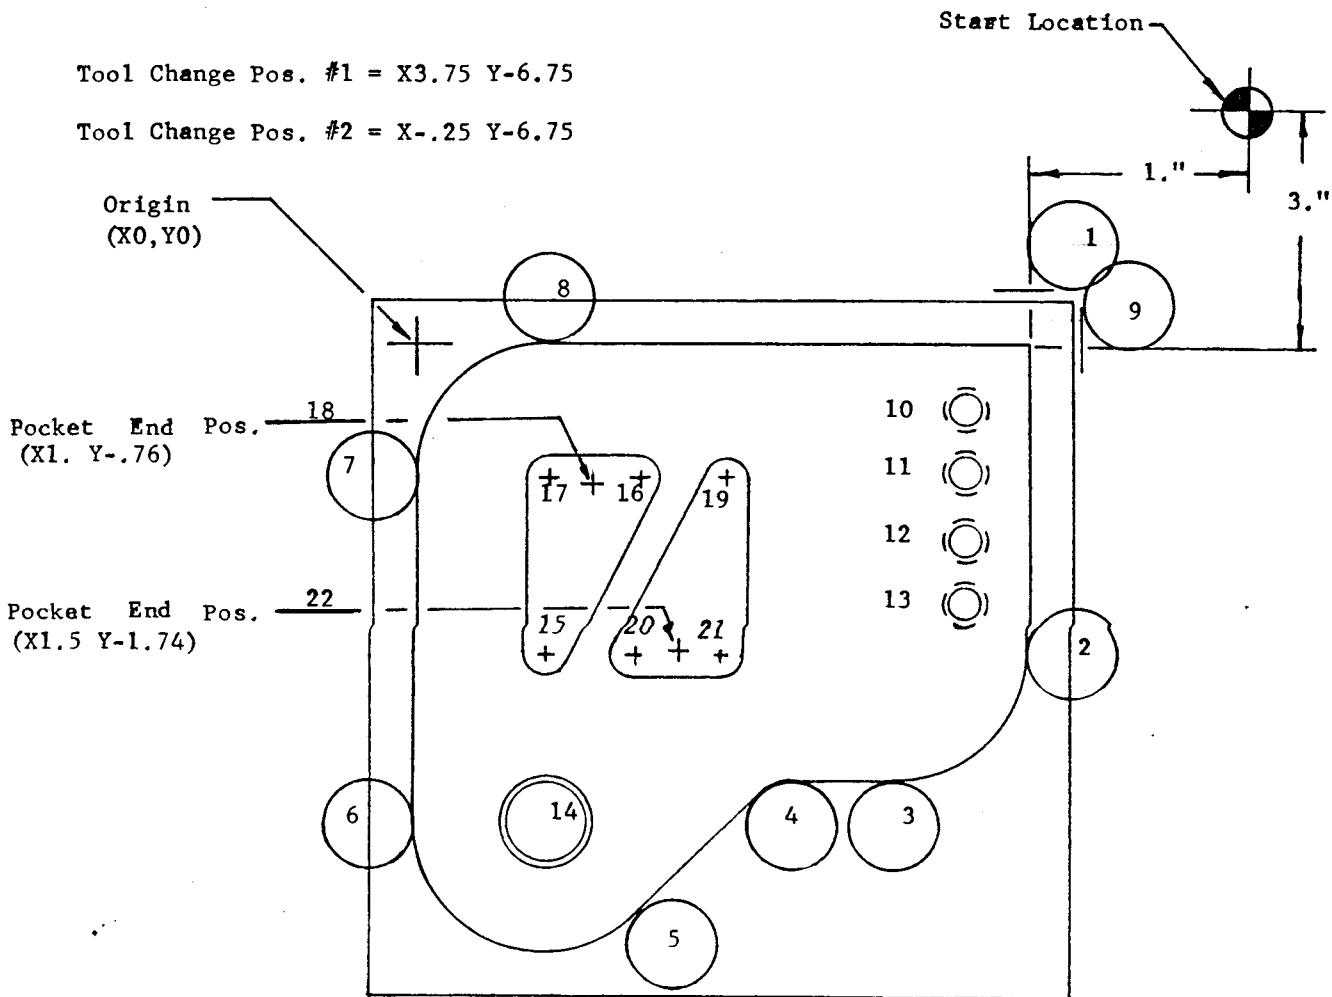 Start Location
Tool Change Pos. #1 = X3.75 Y-6.75
Tool Change Pos. #2 = X-.25 Y-6.75
1."
3."
Origin
(X0,Y0)
1
8
9
18
Pocket End Pos.
(X1. Y-.76)
7
10
11
12
13
17
16
19
22
Pocket End Pos.
(X1.5 Y-1.74)
15
20
21
2
6
14
4
3
5